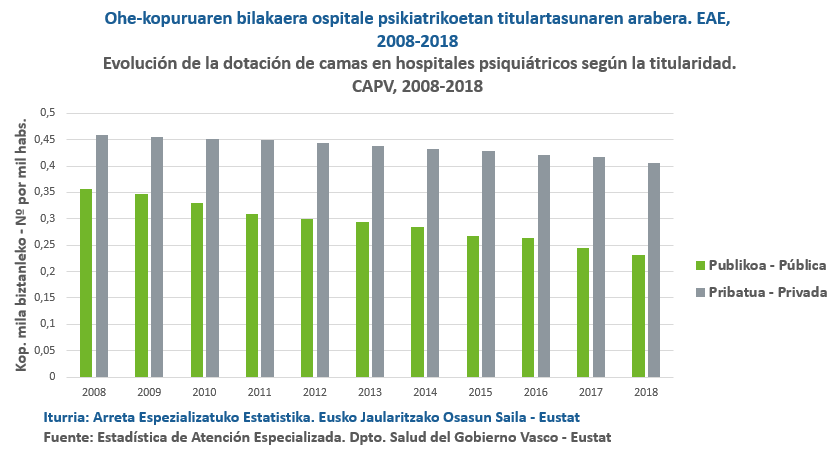 Ohe-kopuruaren bilakaera ospitale psikiatrikoetan titulartasunaren arabera. EAE,
2008-2018
Evolución de la dotación de camas en hospitales psiquiátricos según la titularidad.
CAPV, 2008-2018
Kop. mila biztanleko - Nº por mil habs.
0,5
0,45
0,4
0,35
0,3
0,25
0,2
0,15
0,1
0,05
0
2008 2009 2010 2011 2012 2013 2014 2015 2016 2017 2018
Publikoa - Pública
Pribatua - Privada
Iturria: Arreta Espezializatuko Estatistika. Eusko Jaularitzako Osasun Saila - Eustat
Fuente: Estadística de Atención Especializada. Dpto. Salud del Gobierno Vasco - Eustat